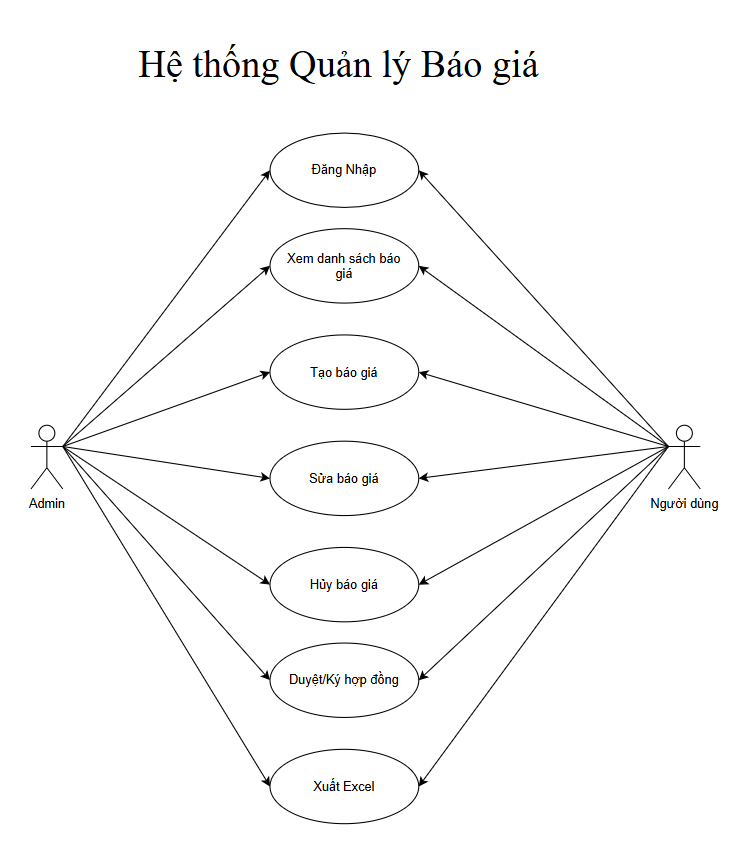 Hệ thống Quản lý Báo giá
Đăng Nhập
Xem danh sách báo
giá
Tạo báo giá
Sửa báo giá
Admin
Người dùng
Hủy báo giá
Duyệt/Ký hợp đồng
Xuất Excel